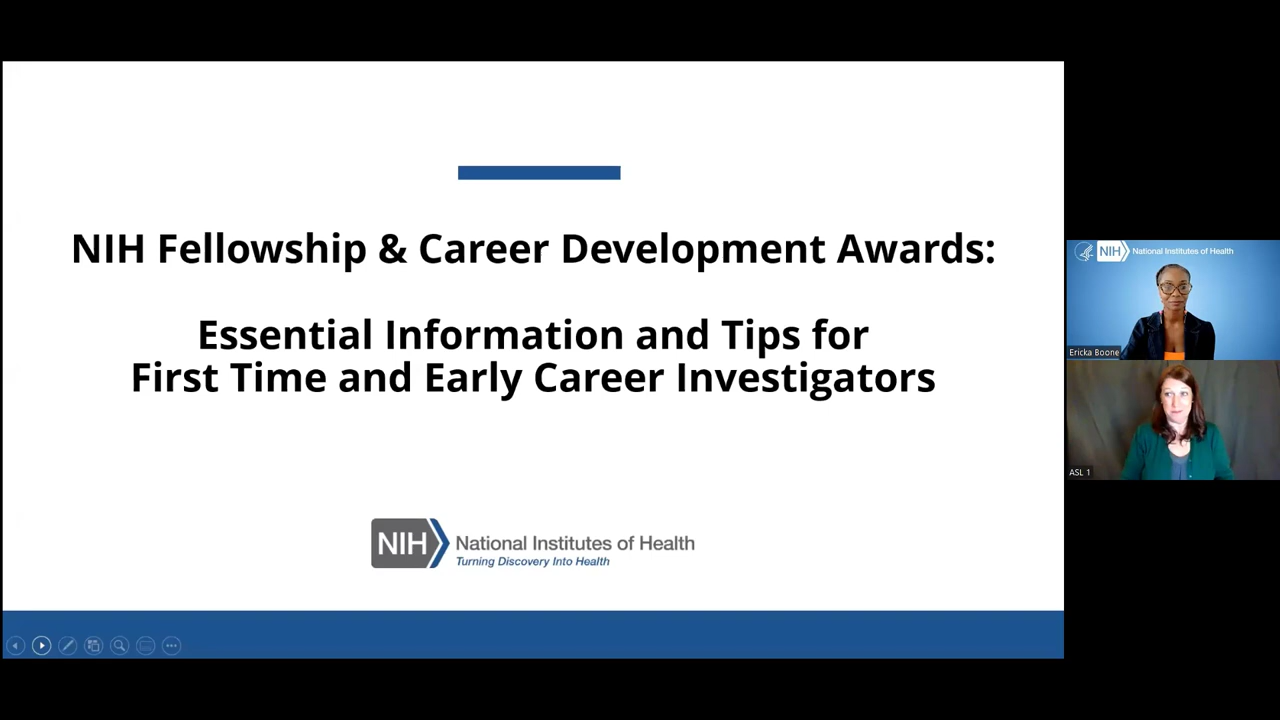 NIH Fellowship & Career Development Awards:
Essential Information and Tips for
First Time and Early Career Investigators
NIH National Institutes of Health
Turning Discovery Into Health
NIH National Institutes of Health
Ericka Boone
ASL 1